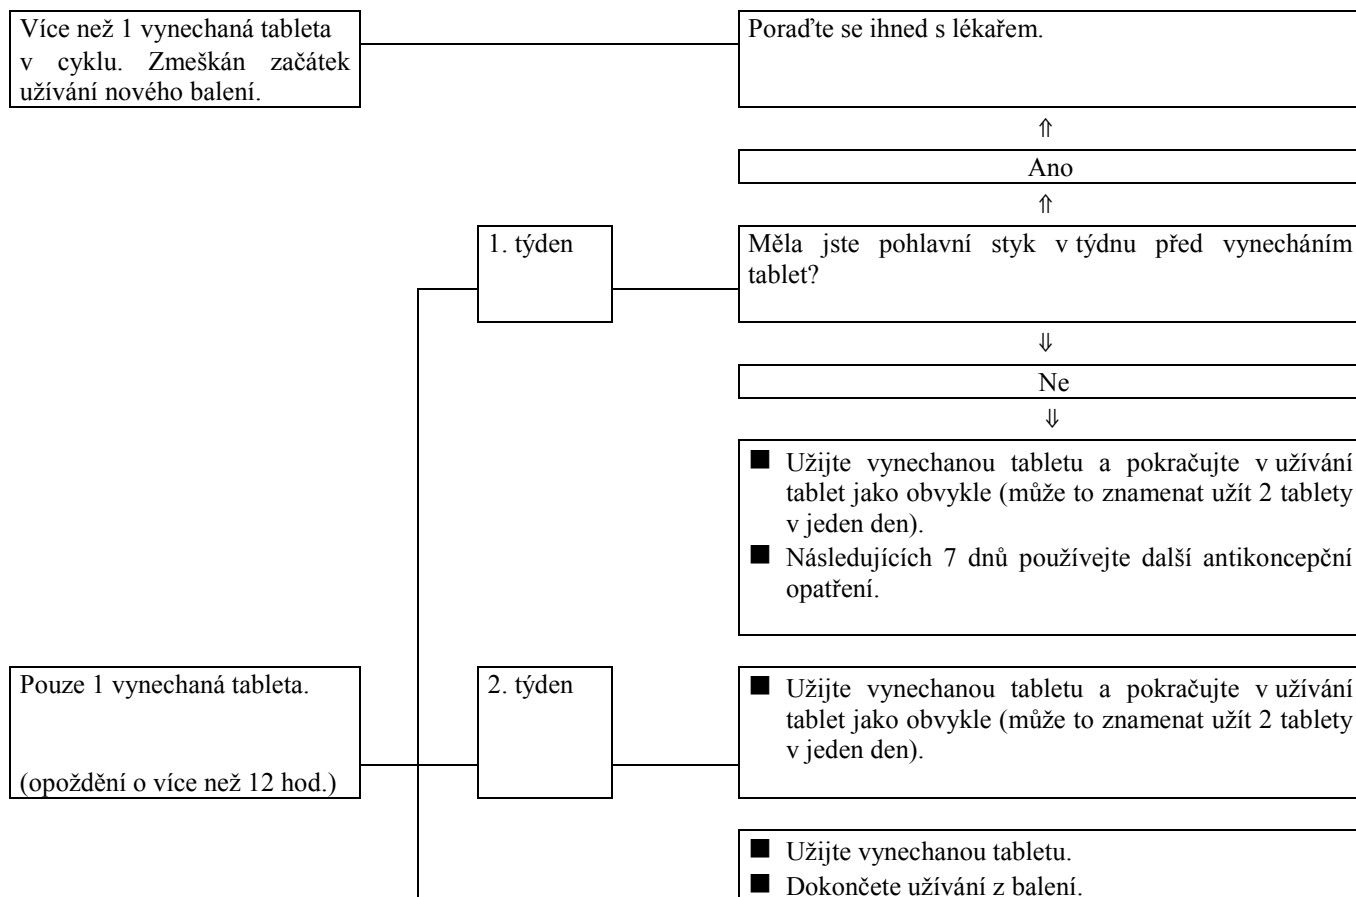 Více než 1 vynechaná tableta
v cyklu. Zmeškán začátek
užívání nového balení.
Poraďte se ihned s lékařem.
⇑
Ano
⇑
1. týden
Měla jste pohlavní styk v týdnu před vynecháním
tablet?
⇓
Ne
⇓
■ Užijte vynechanou tabletu a pokračujte v užívání
tablet jako obvykle (může to znamenat užít 2 tablety
v jeden den).
■ Následujících 7 dnů používejte další antikoncepční
opatření.
Pouze 1 vynechaná tableta.
(opoždění o více než 12 hod.)
2. týden
■ Užijte vynechanou tabletu a pokračujte v užívání
tablet jako obvykle (může to znamenat užít 2 tablety
v jeden den).
■ Užijte vynechanou tabletu.
■ Dokončete užívání z balení.